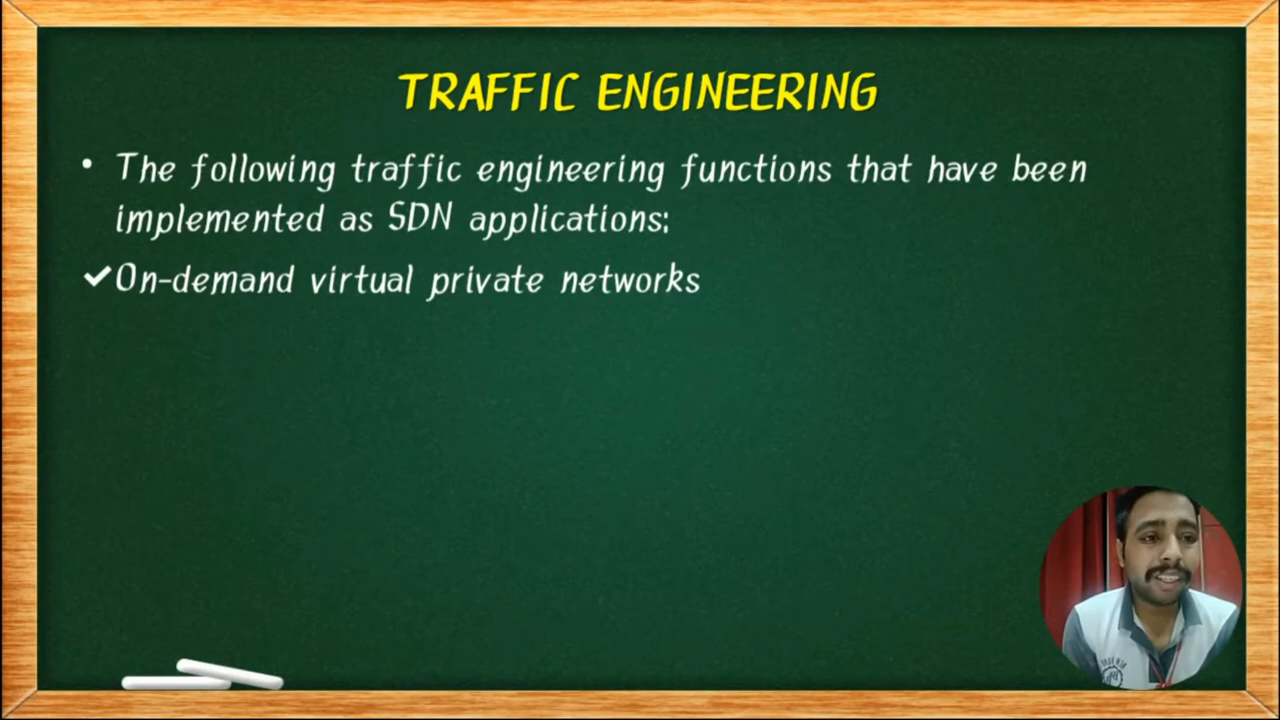 TRAFFIC ENGINEERING
• The following traffic engineering functions that have been
implemented as SDN applications:
✔On-demand virtual private networks